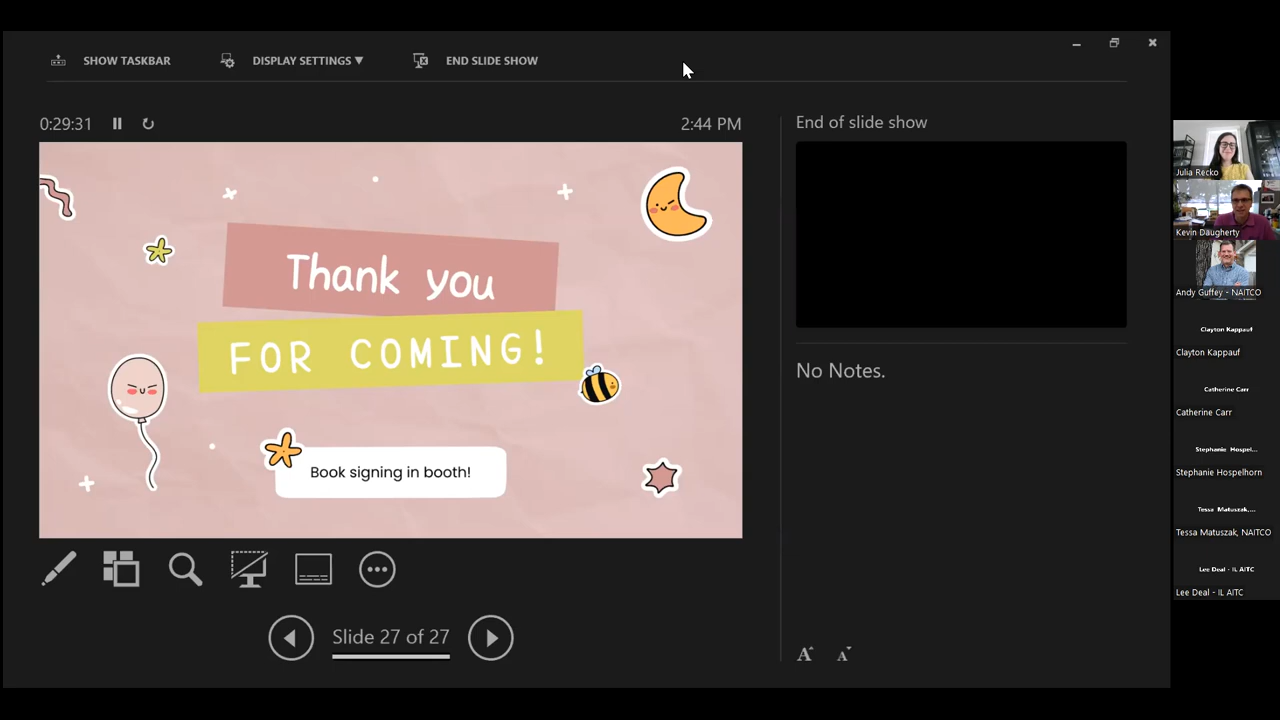 SHOW TASKBAR
DISPLAY SETTINGS ▼
END SLIDE SHOW
0:29:31
2:44 PM
End of slide show
Thank you
FOR COMING!
Book signing in booth!
No Notes.
Slide 27 of 27
A A
Julia Recko
Kevin Daugherty
Andy Guffey - NAITCO
Clayton Kappauf
Clayton Kappauf
Catherine Carr
Catherine Carr
Stephanie Hospel...
Stephanie Hospelhorn
Tessa Matuszak,...
Tessa Matuszak, NAITCO
Lee Deal - IL AITC
Lee Deal - IL AITC